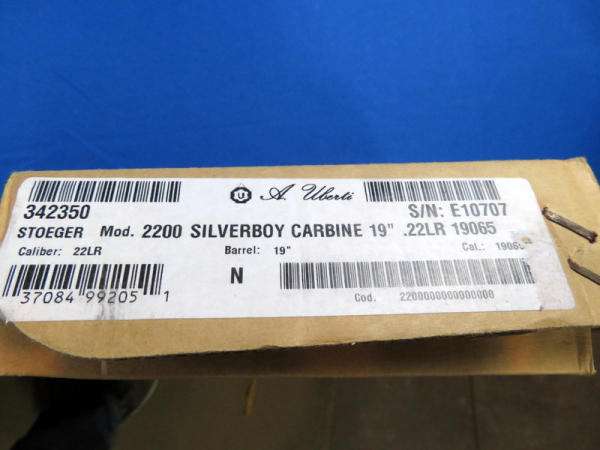 U A. Uberti
342350 S/N: E10707
STOEGER Mod. 2200 SILVERBOY CARBINE 19" .22LR 19065
Caliber: 22LR Barrel: 19" Cal.: 19065
N
37084 99205 1 Cod. 2200000000000000